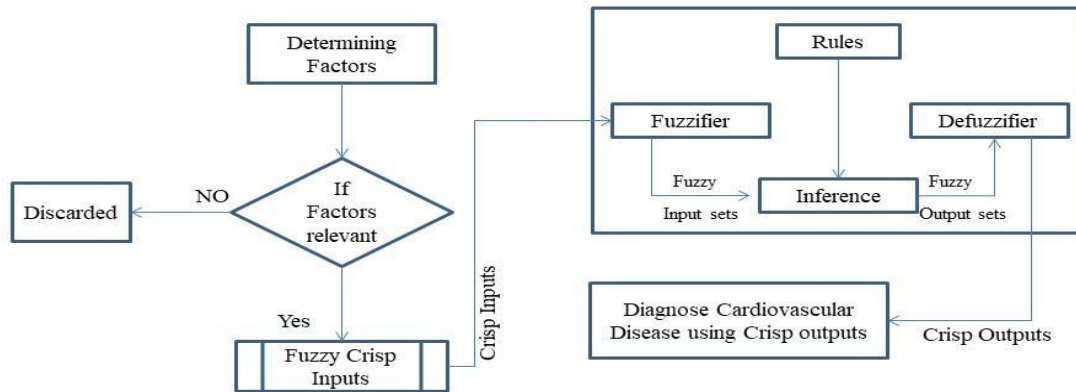 Determining
Factors
If
Factors
relevant
NO
Discarded
Yes
Fuzzy Crisp
Inputs
Crisp Inputs
Rules
Fuzzifier
Defuzzifier
Fuzzy
Input sets
Inference
Fuzzy
Output sets
Crisp Outputs
Diagnose Cardiovascular
Disease using Crisp outputs